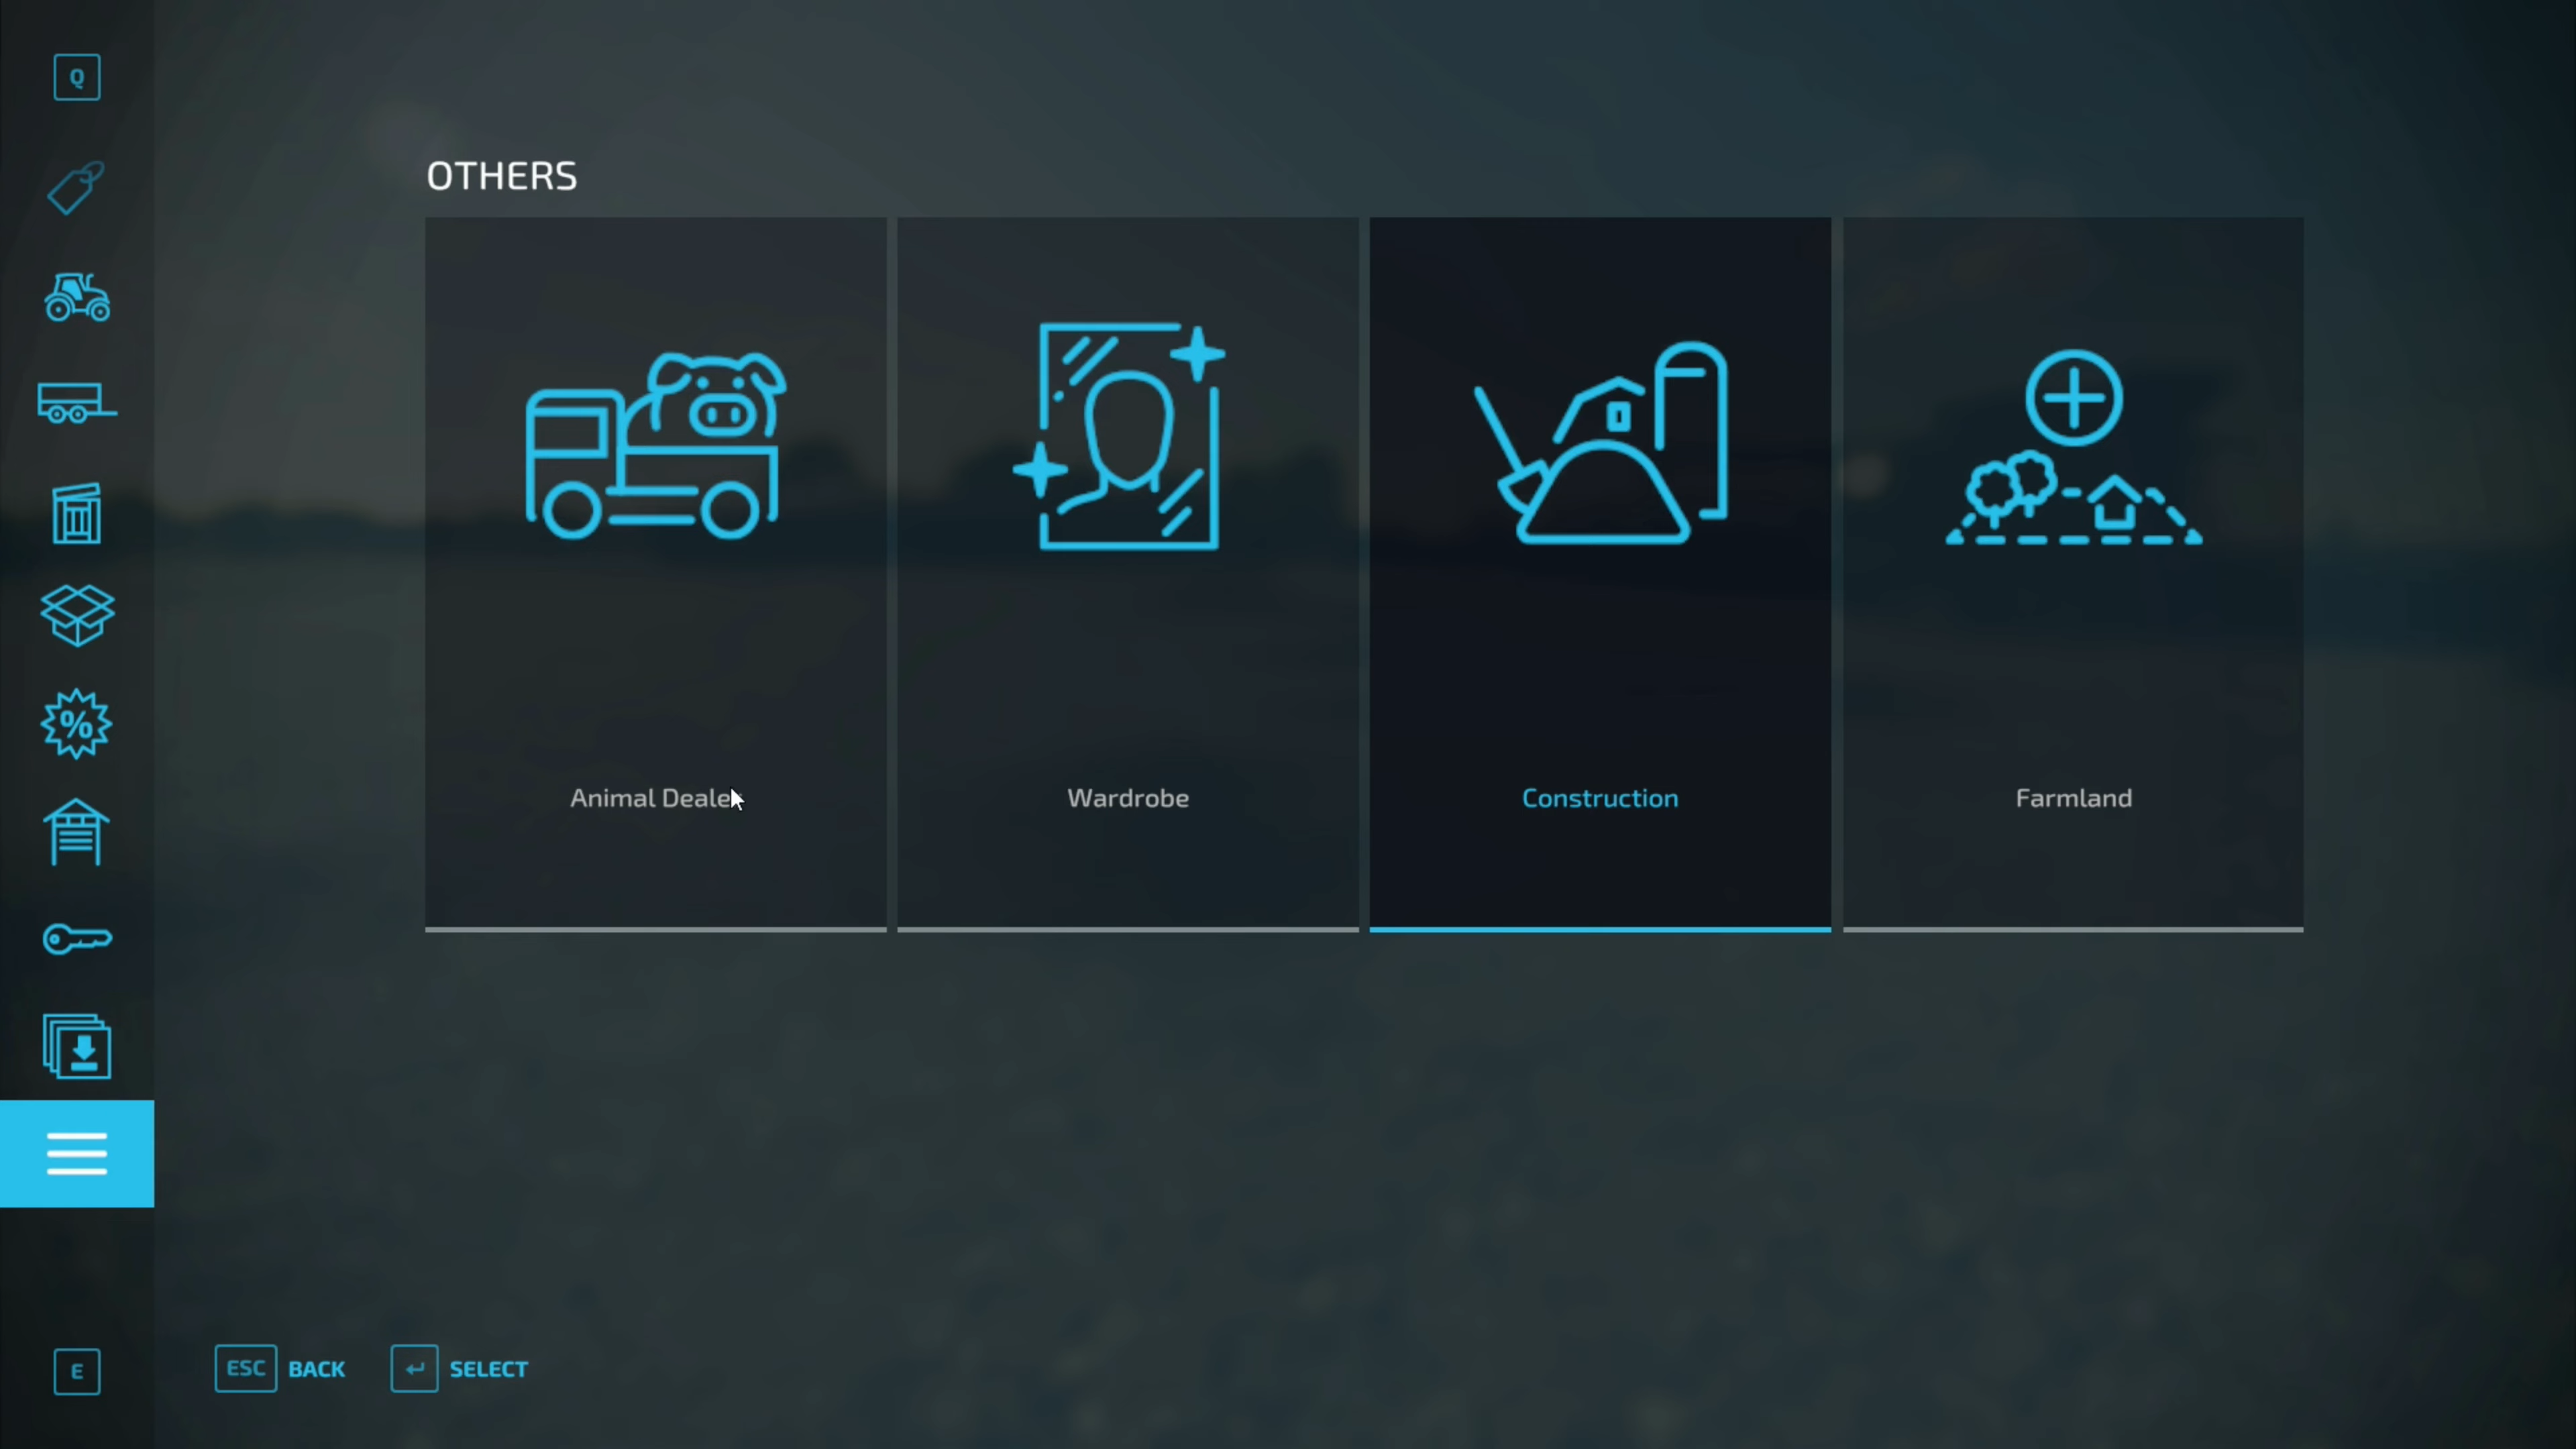 Q
OTHERS
%
Animal Dealer
Wardrobe
Construction
Farmland
E
ESC BACK
SELECT